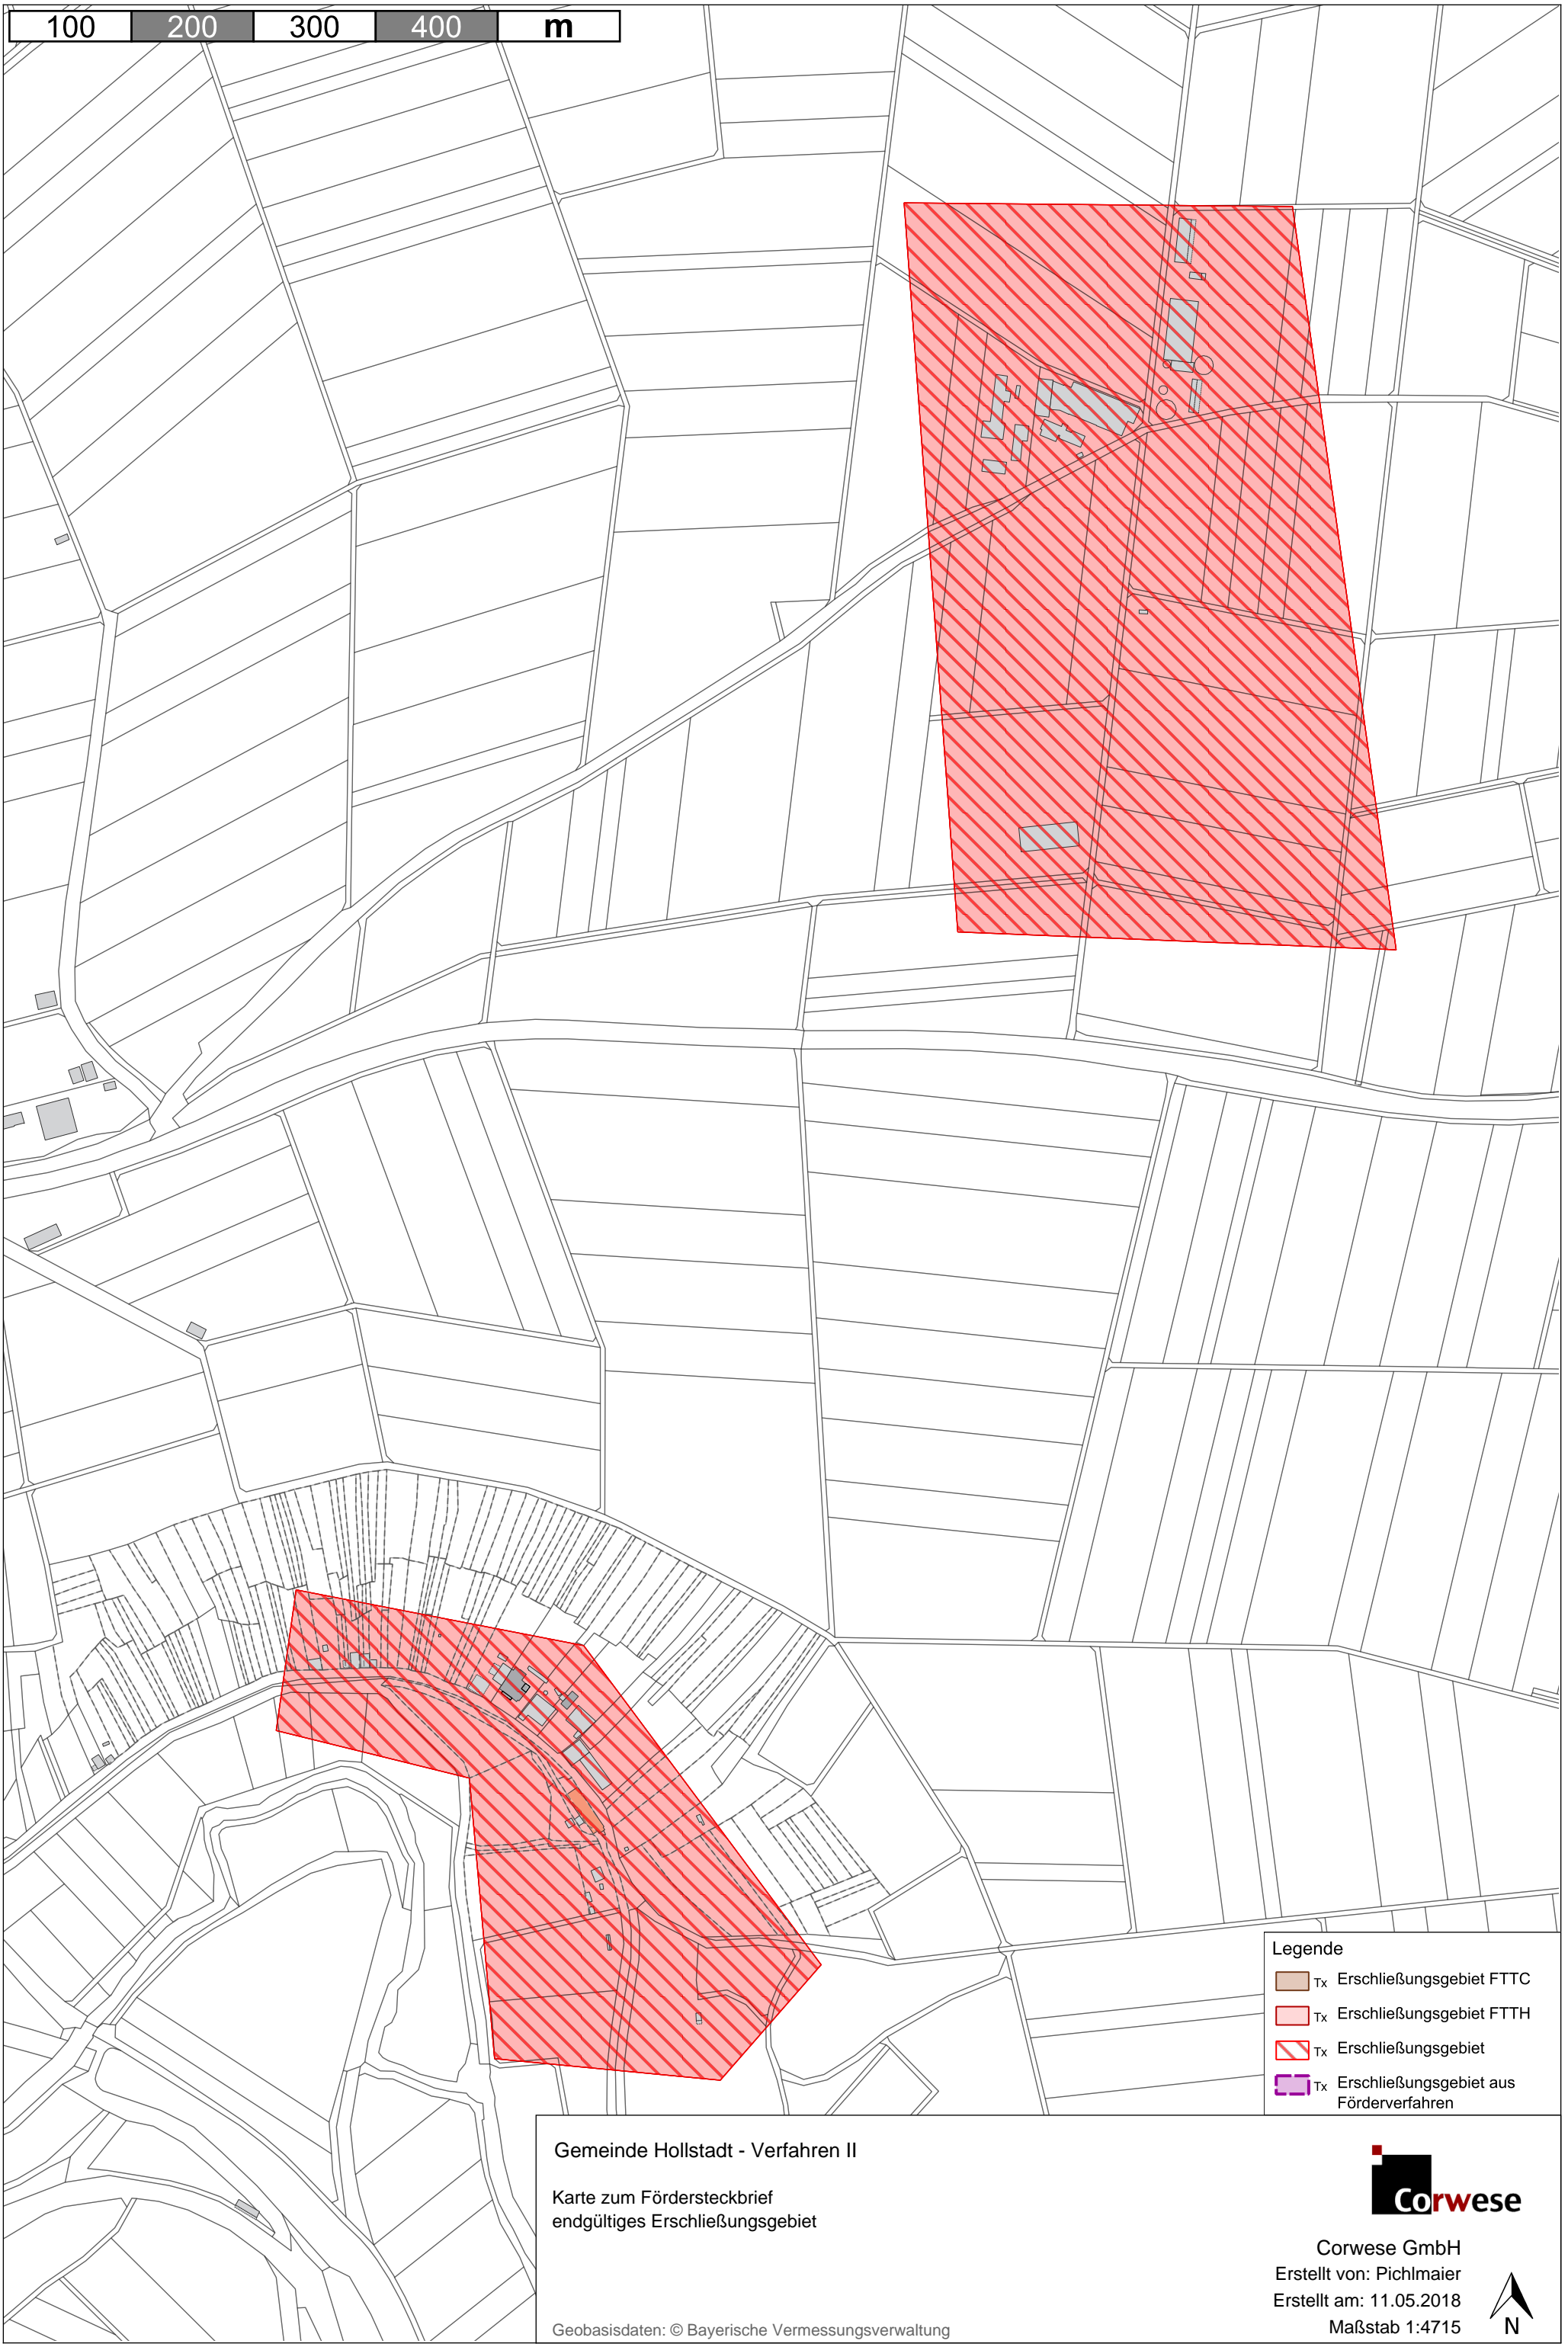 100 200 300 400 m
Legende
Tx Erschließungsgebiet FTTC
Tx Erschließungsgebiet FTTH
Tx Erschließungsgebiet
Tx Erschließungsgebiet aus
Förderverfahren
Gemeinde Hollstadt - Verfahren II
Karte zum Fördersteckbrief
endgültiges Erschließungsgebiet
Corwese
Corwese GmbH
Erstellt von: Pichlmaier
Erstellt am: 11.05.2018
Maßstab 1:4715
N
Geobasisdaten: © Bayerische Vermessungsverwaltung